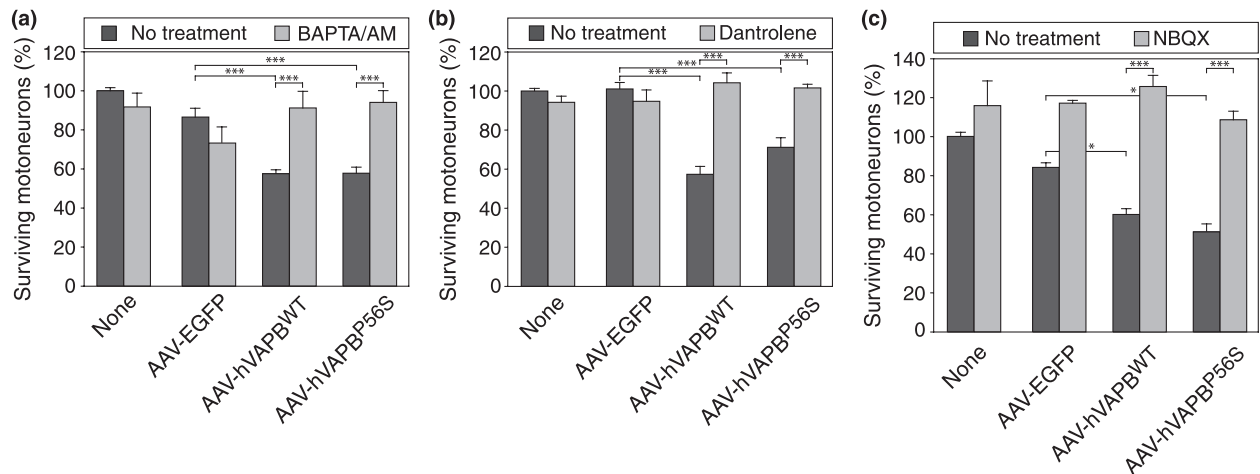 (a)
No treatment BAPTA/AM
Surviving motoneurons (%)
120
100
80
60
40
20
0
***
***
***
***
None
AAV-EGFP
AAV-hVAPBWT
AAV-hVAPBP56S
(b)
No treatment Dantrolene
Surviving motoneurons (%)
120
100
80
60
40
20
0
***
***
***
***
None
AAV-EGFP
AAV-hVAPBWT
AAV-hVAPBP56S
(c)
No treatment NBQX
Surviving motoneurons (%)
140
120
100
80
60
40
20
0
*** ***
*
*
None
AAV-EGFP
AAV-hVAPBWT
AAV-hVAPBP56S